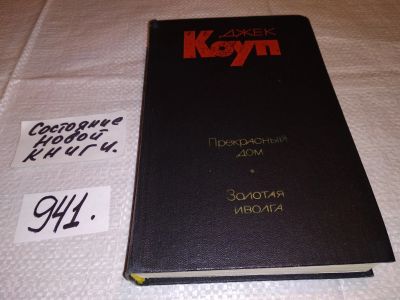 ДЖЕК
Коуп
Прекрасный
дом
Золотая
иволга
Состояние
новой
книги.
941.